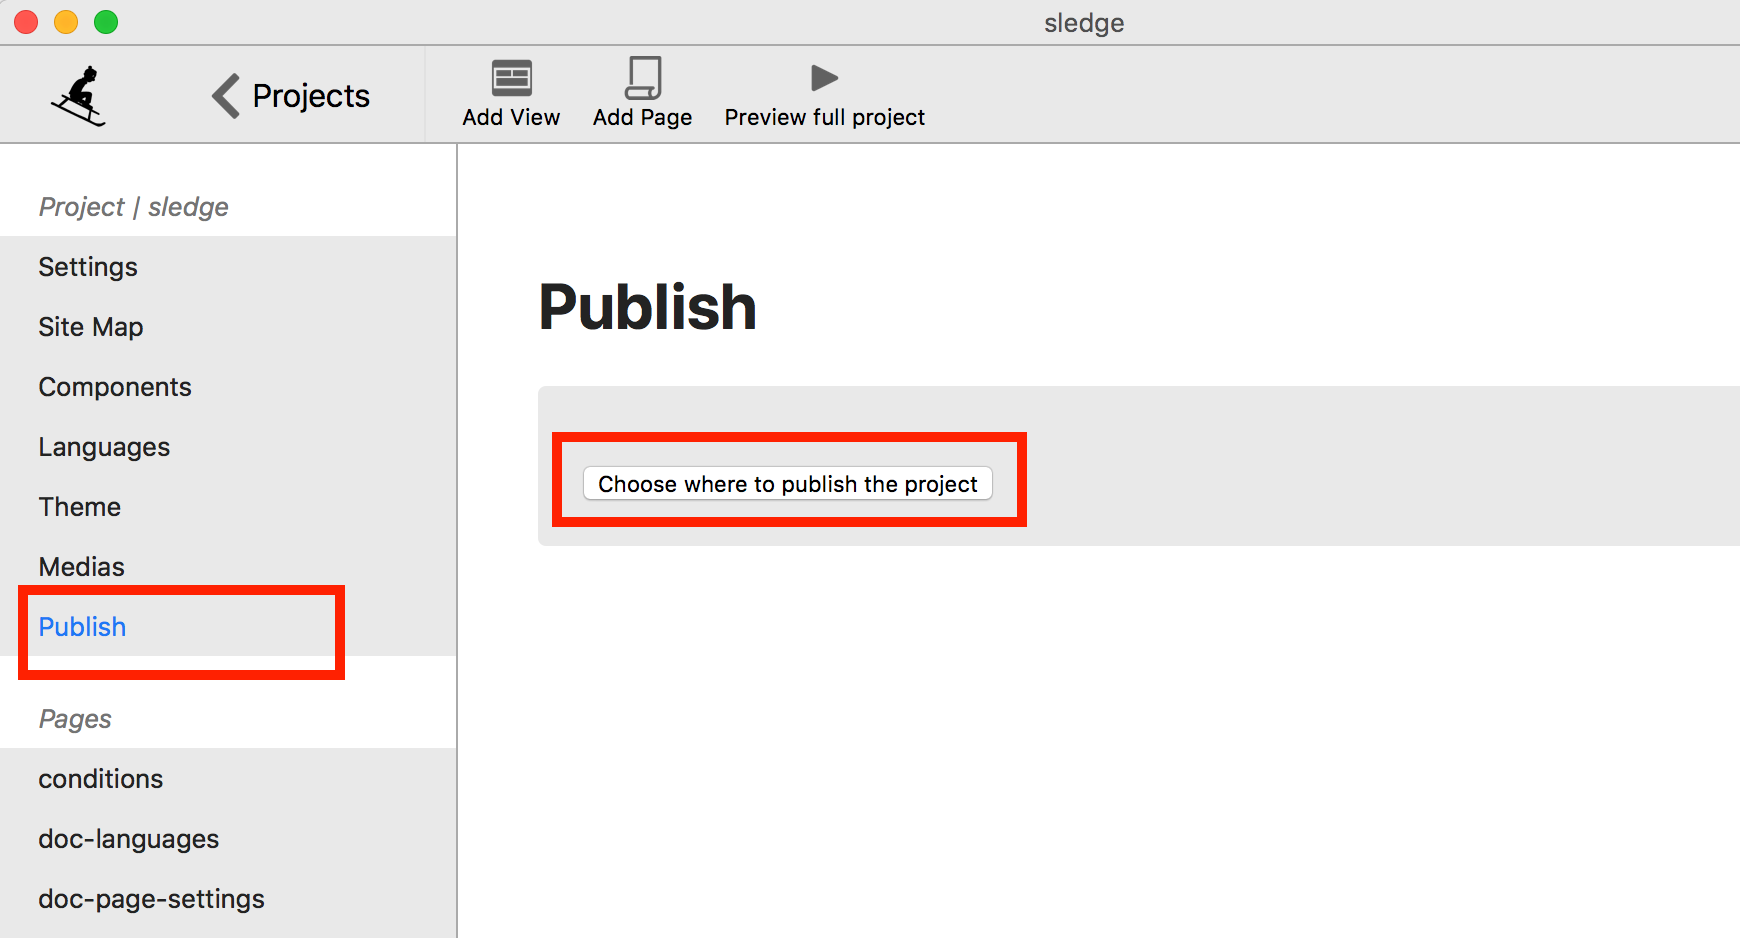 sledge
Projects
Add View
Add Page
Preview full project
Project | sledge
Settings
Site Map
Components
Languages
Theme
Medias
Publish
Pages
conditions
doc-languages
doc-page-settings
Publish
Choose where to publish the project